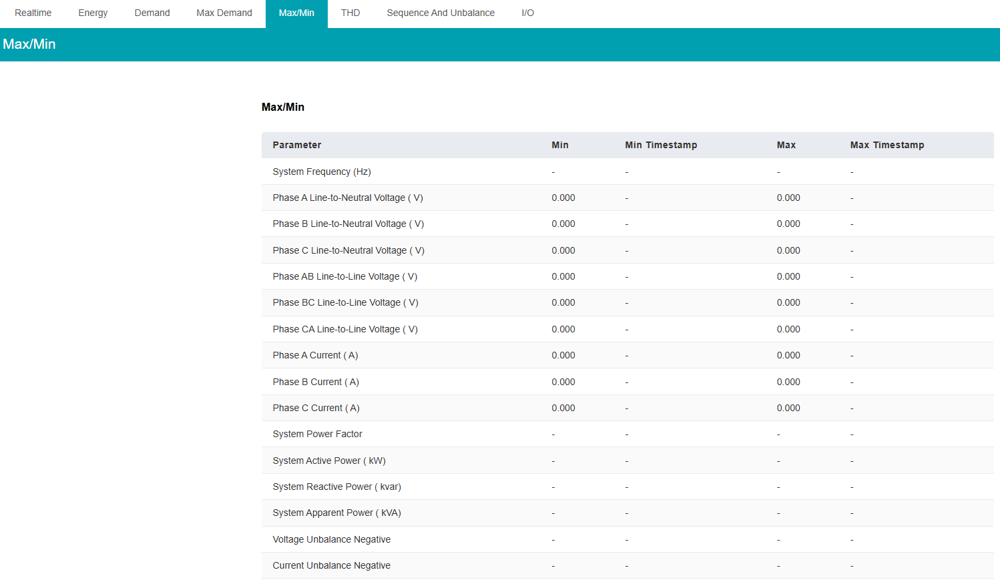 Realtime Energy Demand Max Demand Max/Min THD Sequence And Unbalance I/O
Max/Min
Max/Min
Parameter Min Min Timestamp Max Max Timestamp
System Frequency (Hz) - - - -
Phase A Line-to-Neutral Voltage ( V) 0.000 - 0.000 -
Phase B Line-to-Neutral Voltage ( V) 0.000 - 0.000 -
Phase C Line-to-Neutral Voltage ( V) 0.000 - 0.000 -
Phase AB Line-to-Line Voltage ( V) 0.000 - 0.000 -
Phase BC Line-to-Line Voltage ( V) 0.000 - 0.000 -
Phase CA Line-to-Line Voltage ( V) 0.000 - 0.000 -
Phase A Current ( A) 0.000 - 0.000 -
Phase B Current ( A) 0.000 - 0.000 -
Phase C Current ( A) 0.000 - 0.000 -
System Power Factor - - - -
System Active Power ( kW) - - - -
System Reactive Power ( kvar) - - - -
System Apparent Power ( kVA) - - - -
Voltage Unbalance Negative - - - -
Current Unbalance Negative - - - -